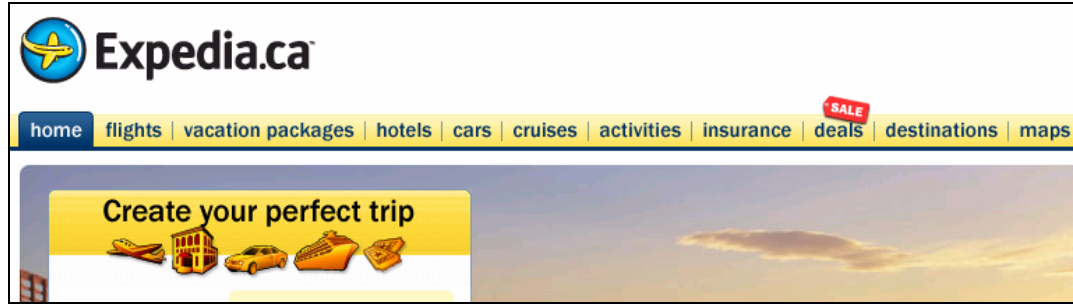 Expedia.ca
SALE
home flights | vacation packages | hotels | cars | cruises | activities | insurance | deals | destinations | maps
Create your perfect trip